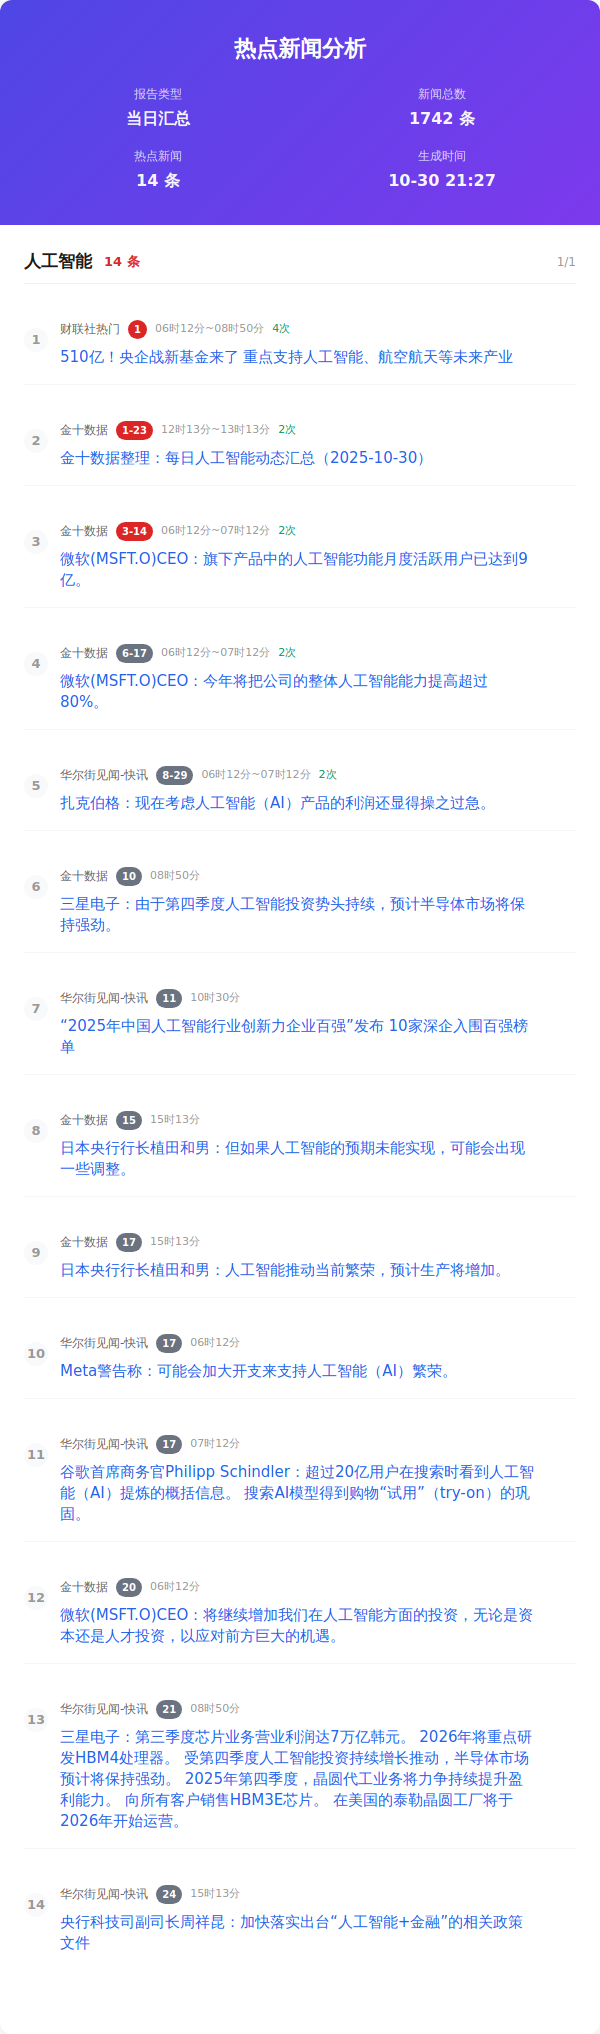 热点新闻分析
报告类型
新闻总数
当日汇总
1742 条
热点新闻
生成时间
14 条
10-30 21:27
人工智能 14 条 1/1
1
财联社热门 1 06时12分~08时50分 4次
510亿！央企战新基金来了 重点支持人工智能、航空航天等未来产业
2
金十数据 1-23 12时13分~13时13分 2次
金十数据整理：每日人工智能动态汇总（2025-10-30）
3
金十数据 3-14 06时12分~07时12分 2次
微软(MSFT.O)CEO：旗下产品中的人工智能功能月度活跃用户已达到9
亿。
4
金十数据 6-17 06时12分~07时12分 2次
微软(MSFT.O)CEO：今年将把公司的整体人工智能能力提高超过
80%。
5
华尔街见闻-快讯 8-29 06时12分~07时12分 2次
扎克伯格：现在考虑人工智能（AI）产品的利润还显得操之过急。
6
金十数据 10 08时50分
三星电子：由于第四季度人工智能投资势头持续，预计半导体市场将保
持强劲。
7
华尔街见闻-快讯 11 10时30分
“2025年中国人工智能行业创新力企业百强”发布 10家深企入围百强榜
单
8
金十数据 15 15时13分
日本央行行长植田和男：但如果人工智能的预期未能实现，可能会出现
一些调整。
9
金十数据 17 15时13分
日本央行行长植田和男：人工智能推动当前繁荣，预计生产将增加。
10
华尔街见闻-快讯 17 06时12分
Meta警告称：可能会加大开支来支持人工智能（AI）繁荣。
11
华尔街见闻-快讯 17 07时12分
谷歌首席商务官Philipp Schindler：超过20亿用户在搜索时看到人工智
能（AI）提炼的概括信息。 搜索AI模型得到购物“试用”（try-on）的巩
固。
12
金十数据 20 06时12分
微软(MSFT.O)CEO：将继续增加我们在人工智能方面的投资，无论是资
本还是人才投资，以应对前方巨大的机遇。
13
华尔街见闻-快讯 21 08时50分
三星电子：第三季度芯片业务营业利润达7万亿韩元。 2026年将重点研
发HBM4处理器。 受第四季度人工智能投资持续增长推动，半导体市场
预计将保持强劲。 2025年第四季度，晶圆代工业务将力争持续提升盈
利能力。 向所有客户销售HBM3E芯片。 在美国的泰勒晶圆工厂将于
2026年开始运营。
14
华尔街见闻-快讯 24 15时13分
央行科技司副司长周祥昆：加快落实出台“人工智能+金融”的相关政策
文件